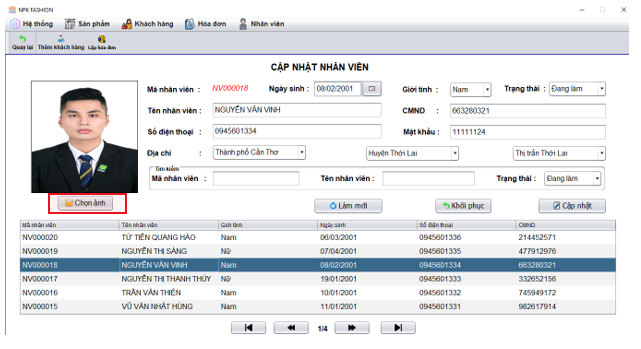 NPK FASHION
Hệ thống Sản phẩm Khách hàng Hóa đơn Nhân viên
Quay lại Thêm khách hàng Lập hóa đơn
CẬP NHẬT NHÂN VIÊN
Mã nhân viên : NV000018 Ngày sinh : 08/02/2001 Giới tính : Nam Trạng thái : Đang làm
Tên nhân viên : NGUYỄN VĂN VINH CMND : 663280321
Số điện thoại : 0945601334 Mật khẩu : 11111124
Địa chỉ : Thành phố Cần Thơ Huyện Thới Lai Thị trấn Thới Lai
Tìm kiếm
Mã nhân viên : Tên nhân viên : Trạng thái : Đang làm
Chọn ảnh Làm mới Khôi phục Cập nhật
Mã nhân viên Tên nhân viên Giới tính Ngày sinh Số điện thoại CMND
NV000020 TỪ TIẾN QUANG HÀO Nam 06/03/2001 0945601336 214452571
NV000019 NGUYỄN THỊ SÀNG Nữ 07/04/2001 0945601335 477912976
NV000018 NGUYỄN VĂN VINH Nam 08/02/2001 0945601334 663280321
NV000017 NGUYỄN THỊ THANH THÚY Nữ 19/01/2001 0945601333 332652156
NV000016 TRẦN VĂN THIÊN Nam 10/01/2001 0945601332 745949172
NV000015 VŨ VĂN NHẬT HÙNG Nam 11/01/2001 0945601331 982617914
1/4